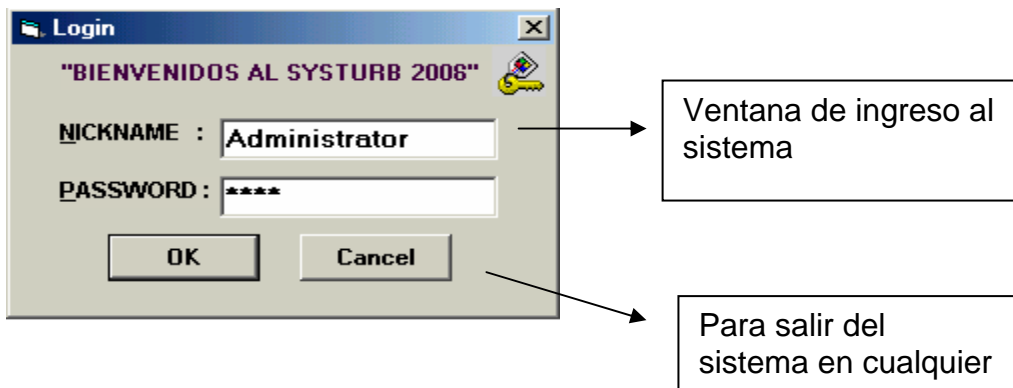 Login
"BIENVENIDOS AL SYSTURB 2006"
NICKNAME :
Administrator
PASSWORD :
****
OK
Cancel
Ventana de ingreso al
sistema
Para salir del
sistema en cualquier